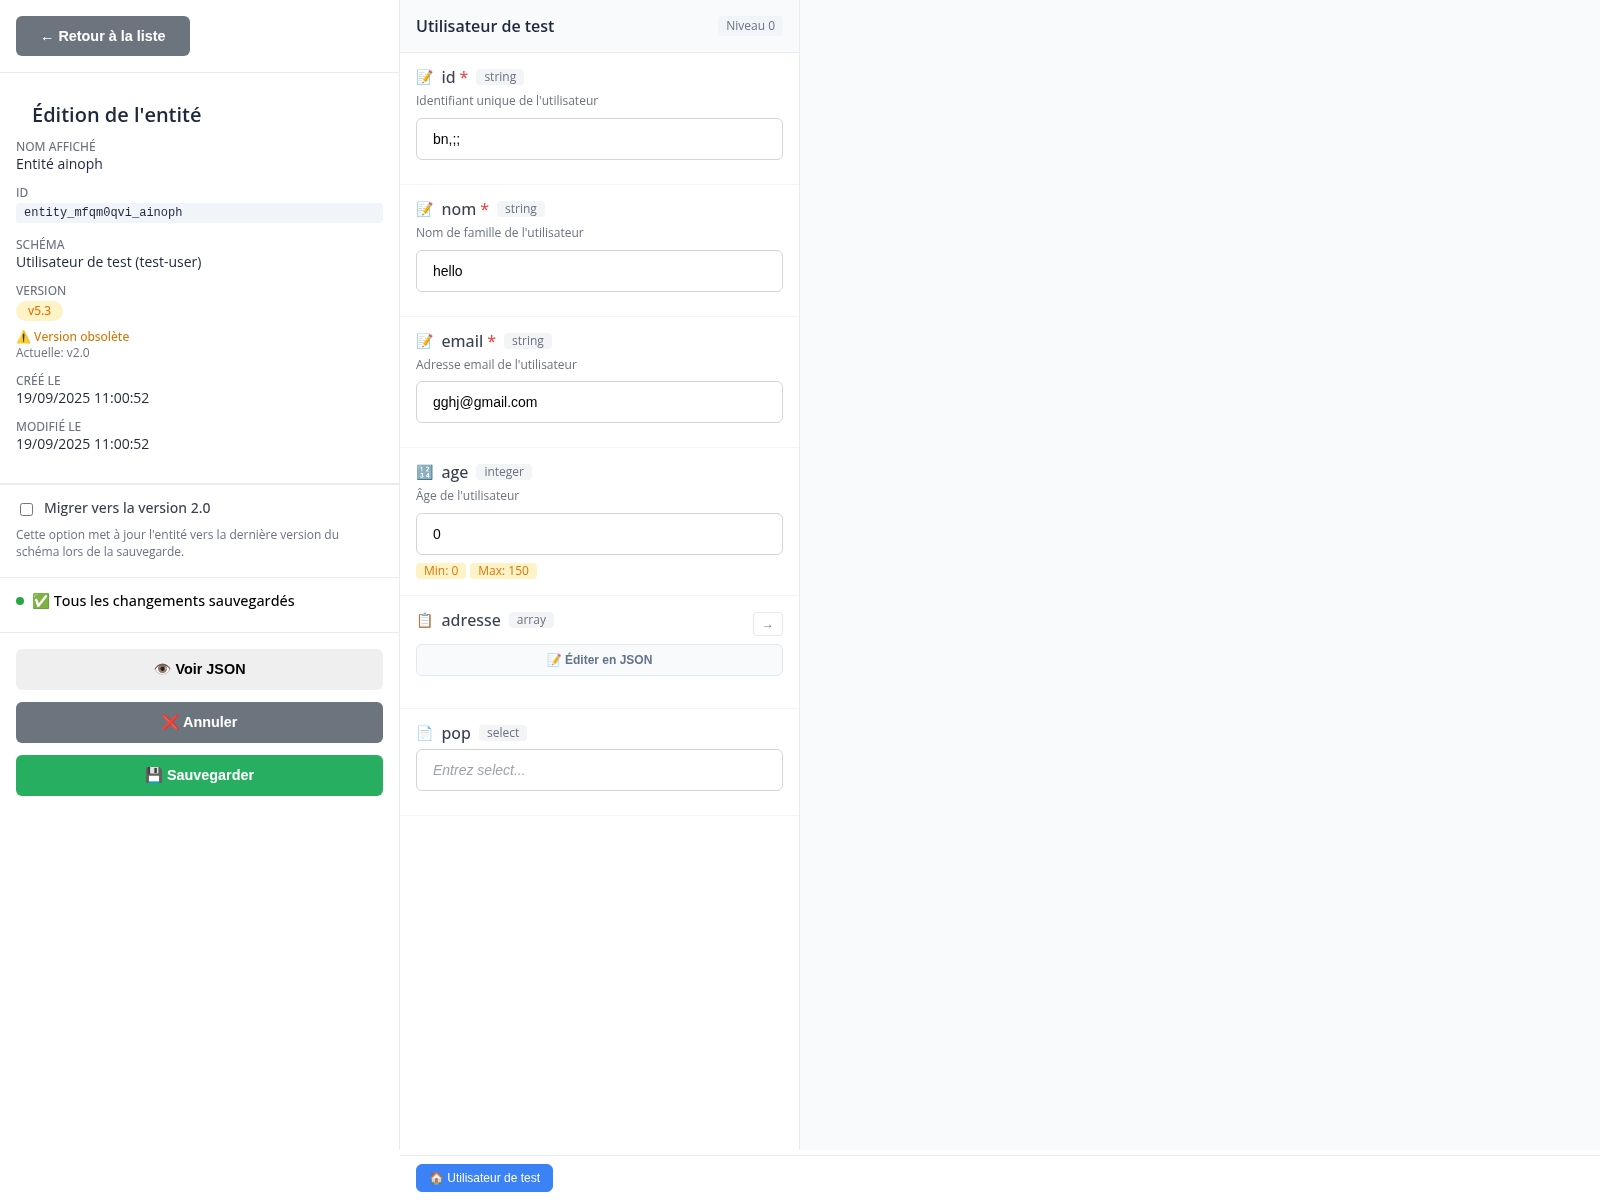 ← Retour à la liste
Édition de l'entité
NOM AFFICHÉ
Entité ainoph
ID
entity_mfqm0qvi_ainoph
SCHÉMA
Utilisateur de test (test-user)
VERSION
v5.3
⚠️ Version obsolète
Actuelle: v2.0
CRÉÉ LE
19/09/2025 11:00:52
MODIFIÉ LE
19/09/2025 11:00:52
Migrer vers la version 2.0
Cette option met à jour l'entité vers la dernière version du
schéma lors de la sauvegarde.
✅ Tous les changements sauvegardés
👁️ Voir JSON
❌ Annuler
💾 Sauvegarder
Utilisateur de test Niveau 0
📝 id * string
Identifiant unique de l'utilisateur
bn,;;
📝 nom * string
Nom de famille de l'utilisateur
hello
📝 email * string
Adresse email de l'utilisateur
gghj@gmail.com
🔢 age integer
Âge de l'utilisateur
0
Min: 0 Max: 150
📋 adresse array →
📝 Éditer en JSON
📄 pop select
Entrez select...
🏠 Utilisateur de test